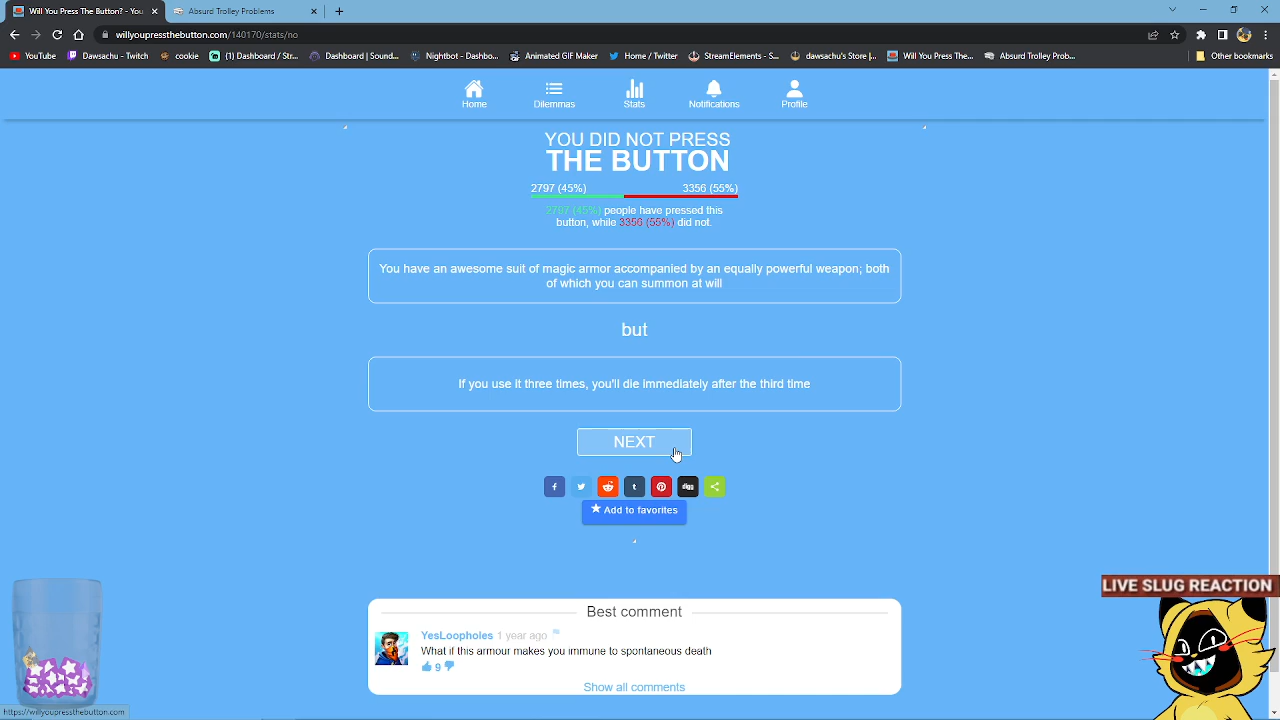 Will You Press The Button? - You
Absurd Trolley Problems
willyoupressthebutton.com/140170/stats/no
YouTube
Dawsachu - Twitch
cookie
Dashboard | Stran...
Dashboard | Sound...
Nightbot - Dashbo...
Animated Gif Maker
Home / Twitter
StreamElements - S...
dawsachu's Store |...
Will You Press The...
Absurd Trolley Prob...
Other bookmarks
Home
Dilemmas
Stats
Notifications
Profile
YOU DID NOT PRESS
THE BUTTON
2797 (45%)
3356 (55%)
2797 (45%) people have pressed this
button, while 3356 (55%) did not.
You have an awesome suit of magic armor accompanied by an equally powerful weapon; both
of which you can summon at will
but
If you use it three times, you'll die immediately after the third time
NEXT
Add to favorites
LIVE SLUG REACTION
Best comment
YesLoopholes 1 year ago
What if this armour makes you immune to spontaneous death
9
Show all comments
https://willyoupressthebutton.com